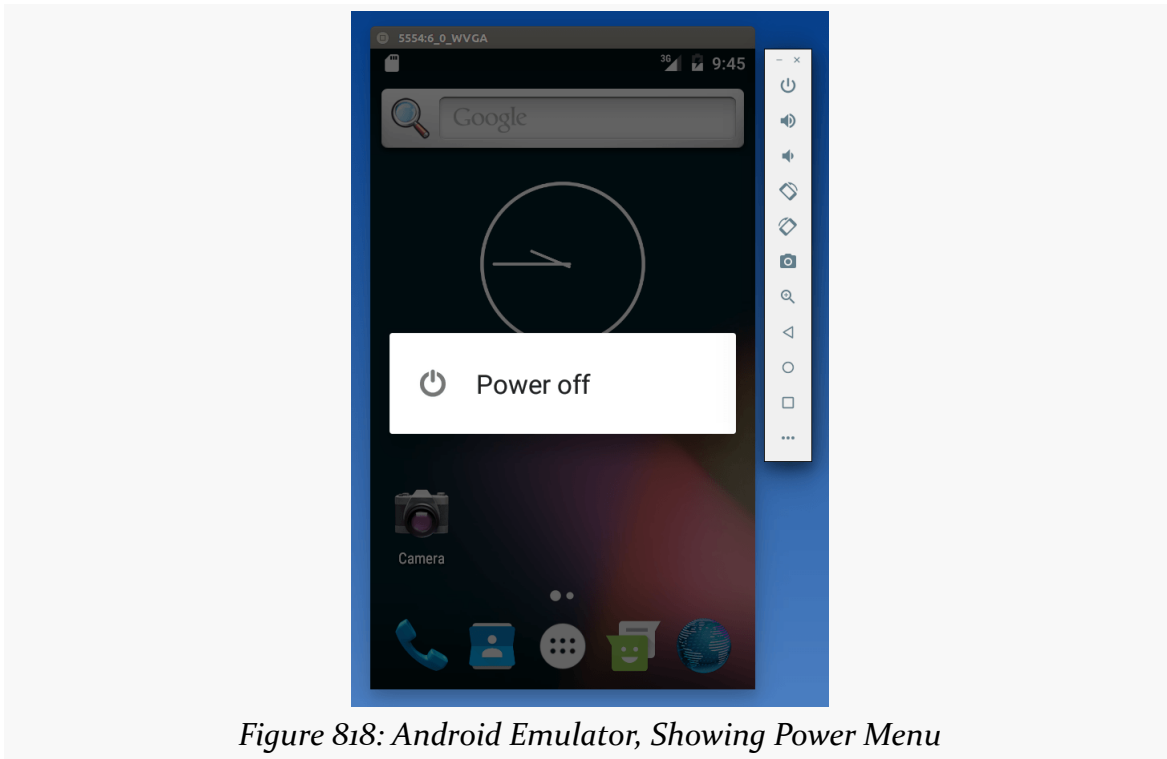 5554:6_0_WVGA
3G 9:45
Google
Power off
Camera
Figure 818: Android Emulator, Showing Power Menu